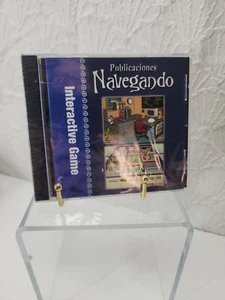 Publicaciones
Navegando
Interactive Game